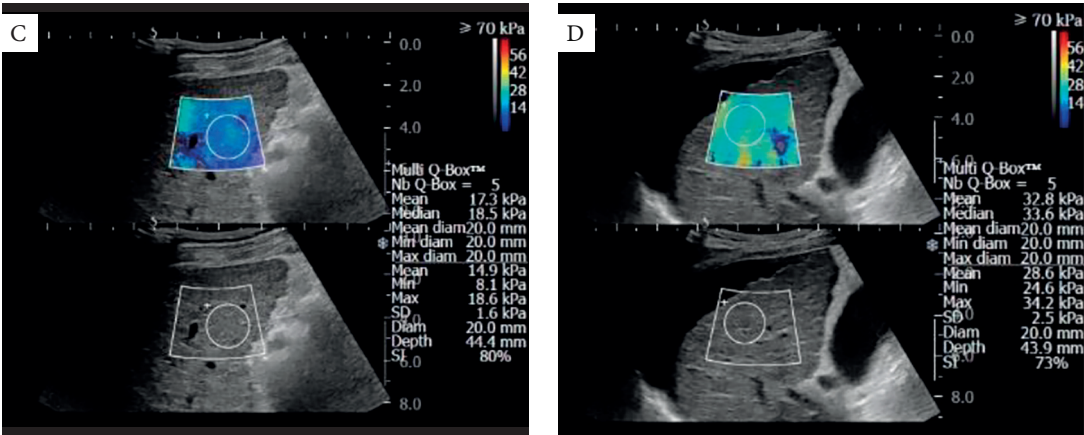 C
S
≥ 70 kPa
56
42
28
14
0.0
2.0
4.0
Multi Q-Box™
Nb Q-Box = 5
Mean 17.3 kPa
Median 18.5 kPa
Mean diam 20.0 mm
Min diam 20.0 mm
Max diam 20.0 mm
Mean 14.9 kPa
Min 8.1 kPa
Max 18.6 kPa
SD 1.6 kPa
Diam 20.0 mm
Depth 44.4 mm
SI 80%
S
6.0
8.0
D
S
≥ 70 kPa
56
42
28
14
0.0
2.0
4.0
6.0
Multi Q-Box™
Nb Q-Box = 5
Mean 32.8 kPa
Median 33.6 kPa
Mean diam 20.0 mm
Min diam 20.0 mm
Max diam 20.0 mm
Mean 28.6 kPa
Min 24.6 kPa
Max 34.2 kPa
SD 2.5 kPa
Diam 20.0 mm
Depth 43.9 mm
SI 73%
S
8.0